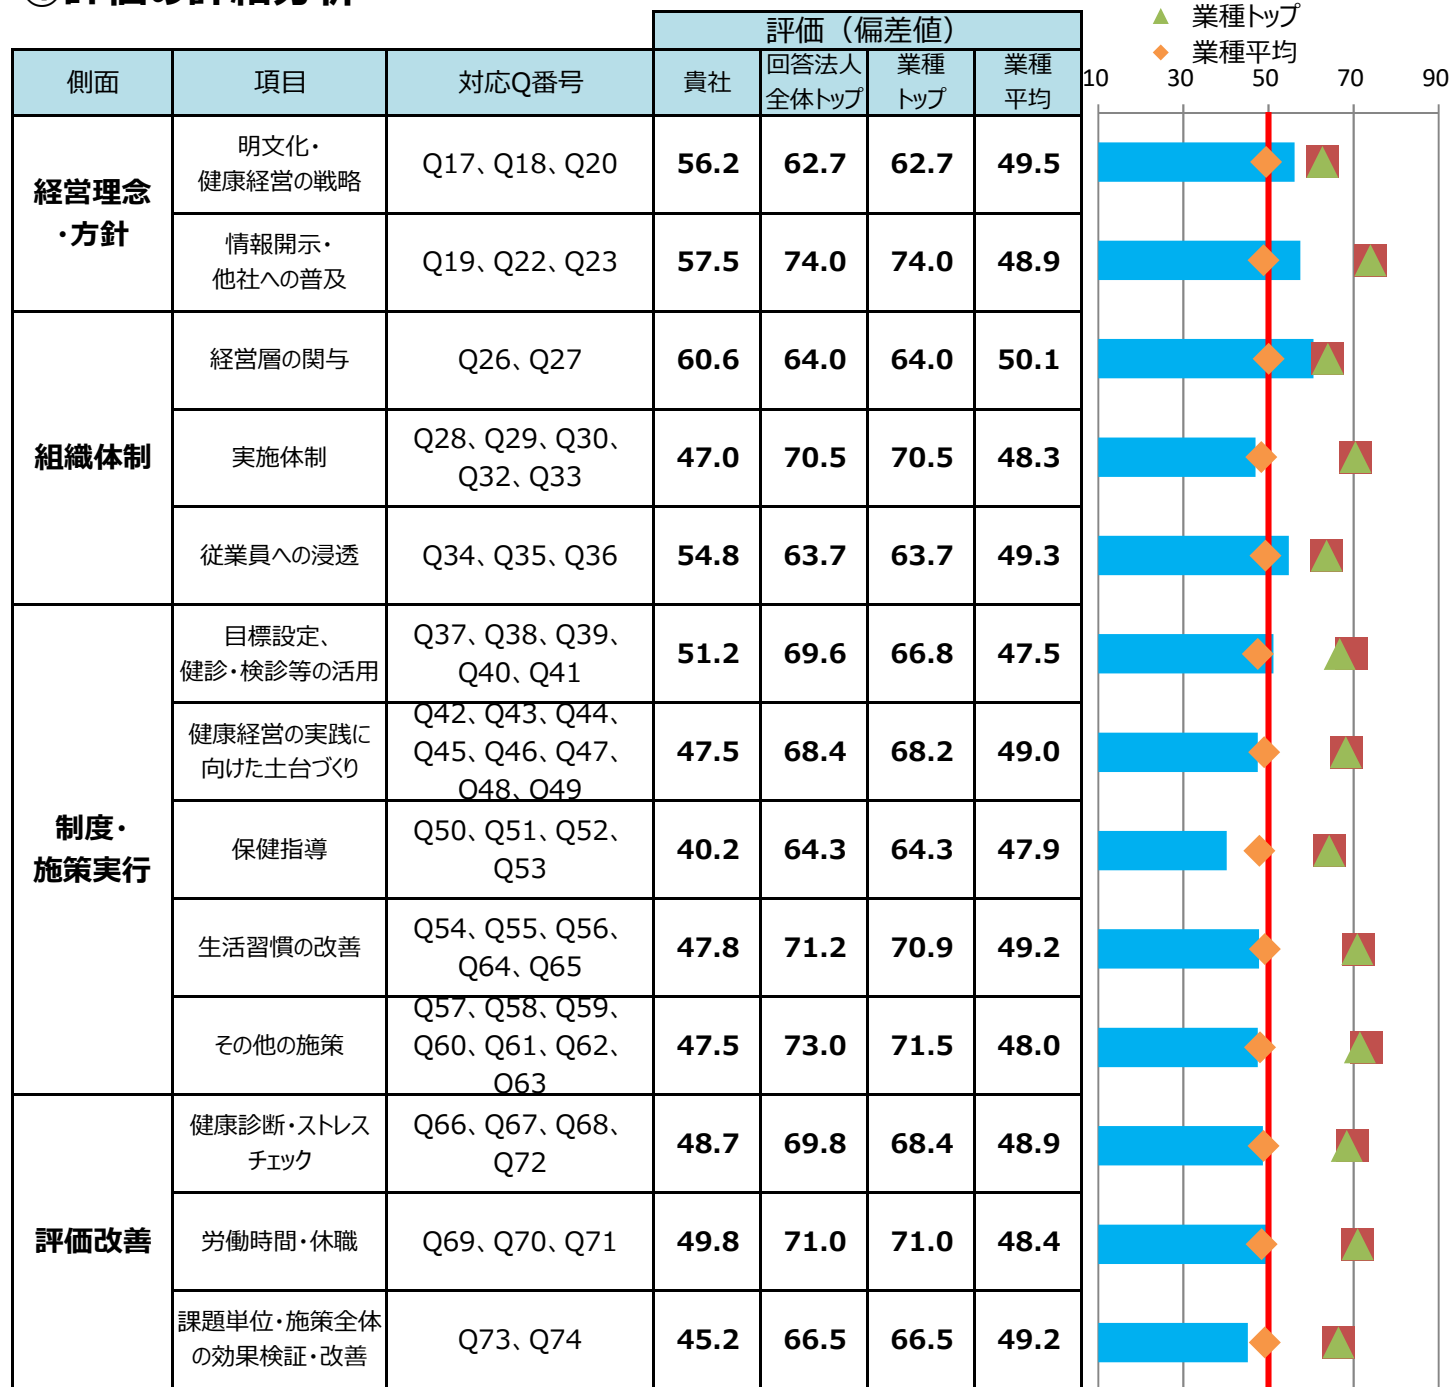 評価（偏差値）
▲ 業種トップ
◆ 業種平均
側面 項目 対応Q番号 貴社 回答法人 業種 業種
全体トップ トップ 平均
10 30 50 70 90
経営理念
・方針
明文化・
健康経営の戦略
Q17、Q18、Q20 56.2 62.7 62.7 49.5
情報開示・
他社への普及
Q19、Q22、Q23 57.5 74.0 74.0 48.9
組織体制
経営層の関与 Q26、Q27 60.6 64.0 64.0 50.1
実施体制
Q28、Q29、Q30、
Q32、Q33
47.0 70.5 70.5 48.3
従業員への浸透 Q34、Q35、Q36 54.8 63.7 63.7 49.3
制度・
施策実行
目標設定、
健診・検診等の活用
Q37、Q38、Q39、
Q40、Q41
51.2 69.6 66.8 47.5
健康経営の実践に
向けた土台づくり
Q42、Q43、Q44、
Q45、Q46、Q47、
Q48、Q49
47.5 68.4 68.2 49.0
保健指導
Q50、Q51、Q52、
Q53
40.2 64.3 64.3 47.9
生活習慣の改善
Q54、Q55、Q56、
Q64、Q65
47.8 71.2 70.9 49.2
その他の施策
Q57、Q58、Q59、
Q60、Q61、Q62、
Q63
47.5 73.0 71.5 48.0
評価改善
健康診断・ストレス
チェック
Q66、Q67、Q68、
Q72
48.7 69.8 68.4 48.9
労働時間・休職 Q69、Q70、Q71 49.8 71.0 71.0 48.4
課題単位・施策全体
の効果検証・改善
Q73、Q74 45.2 66.5 66.5 49.2